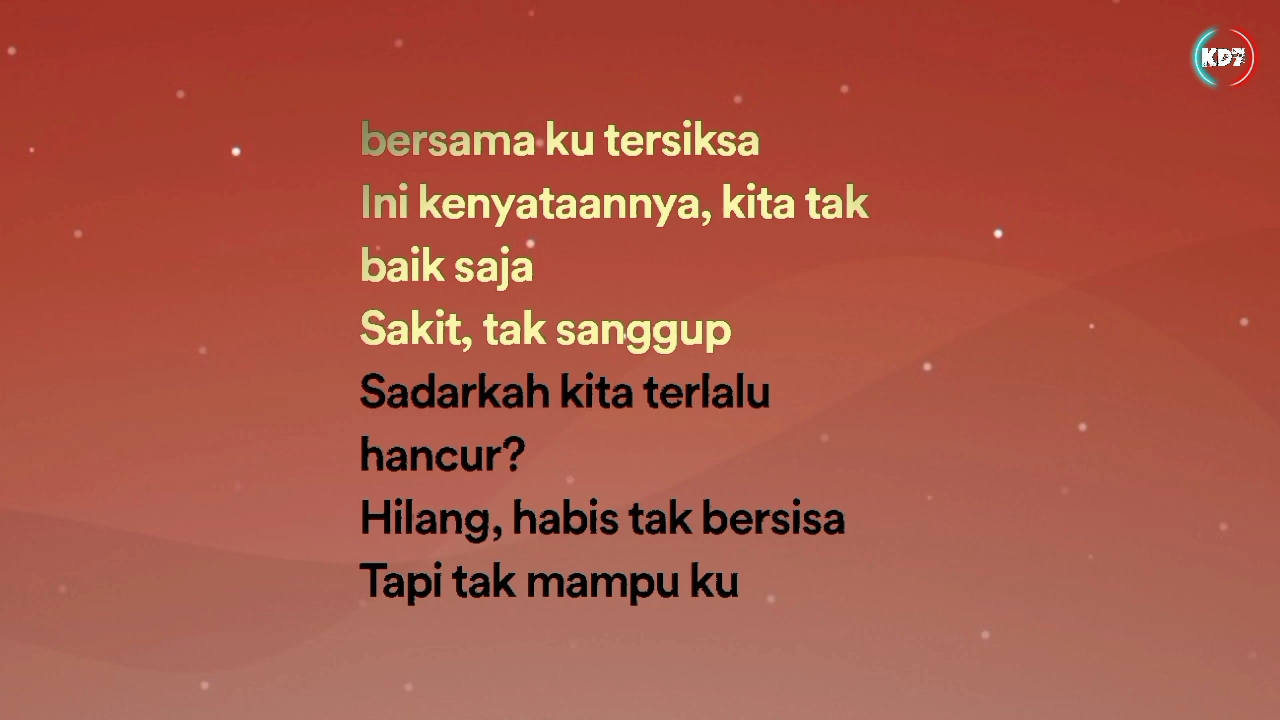 KD7
bersama ku tersiksa
Ini kenyataannya, kita tak
baik saja
Sakit, tak sanggup
Sadarkah kita terlalu
hancur?
Hilang, habis tak bersisa
Tapi tak mampu ku